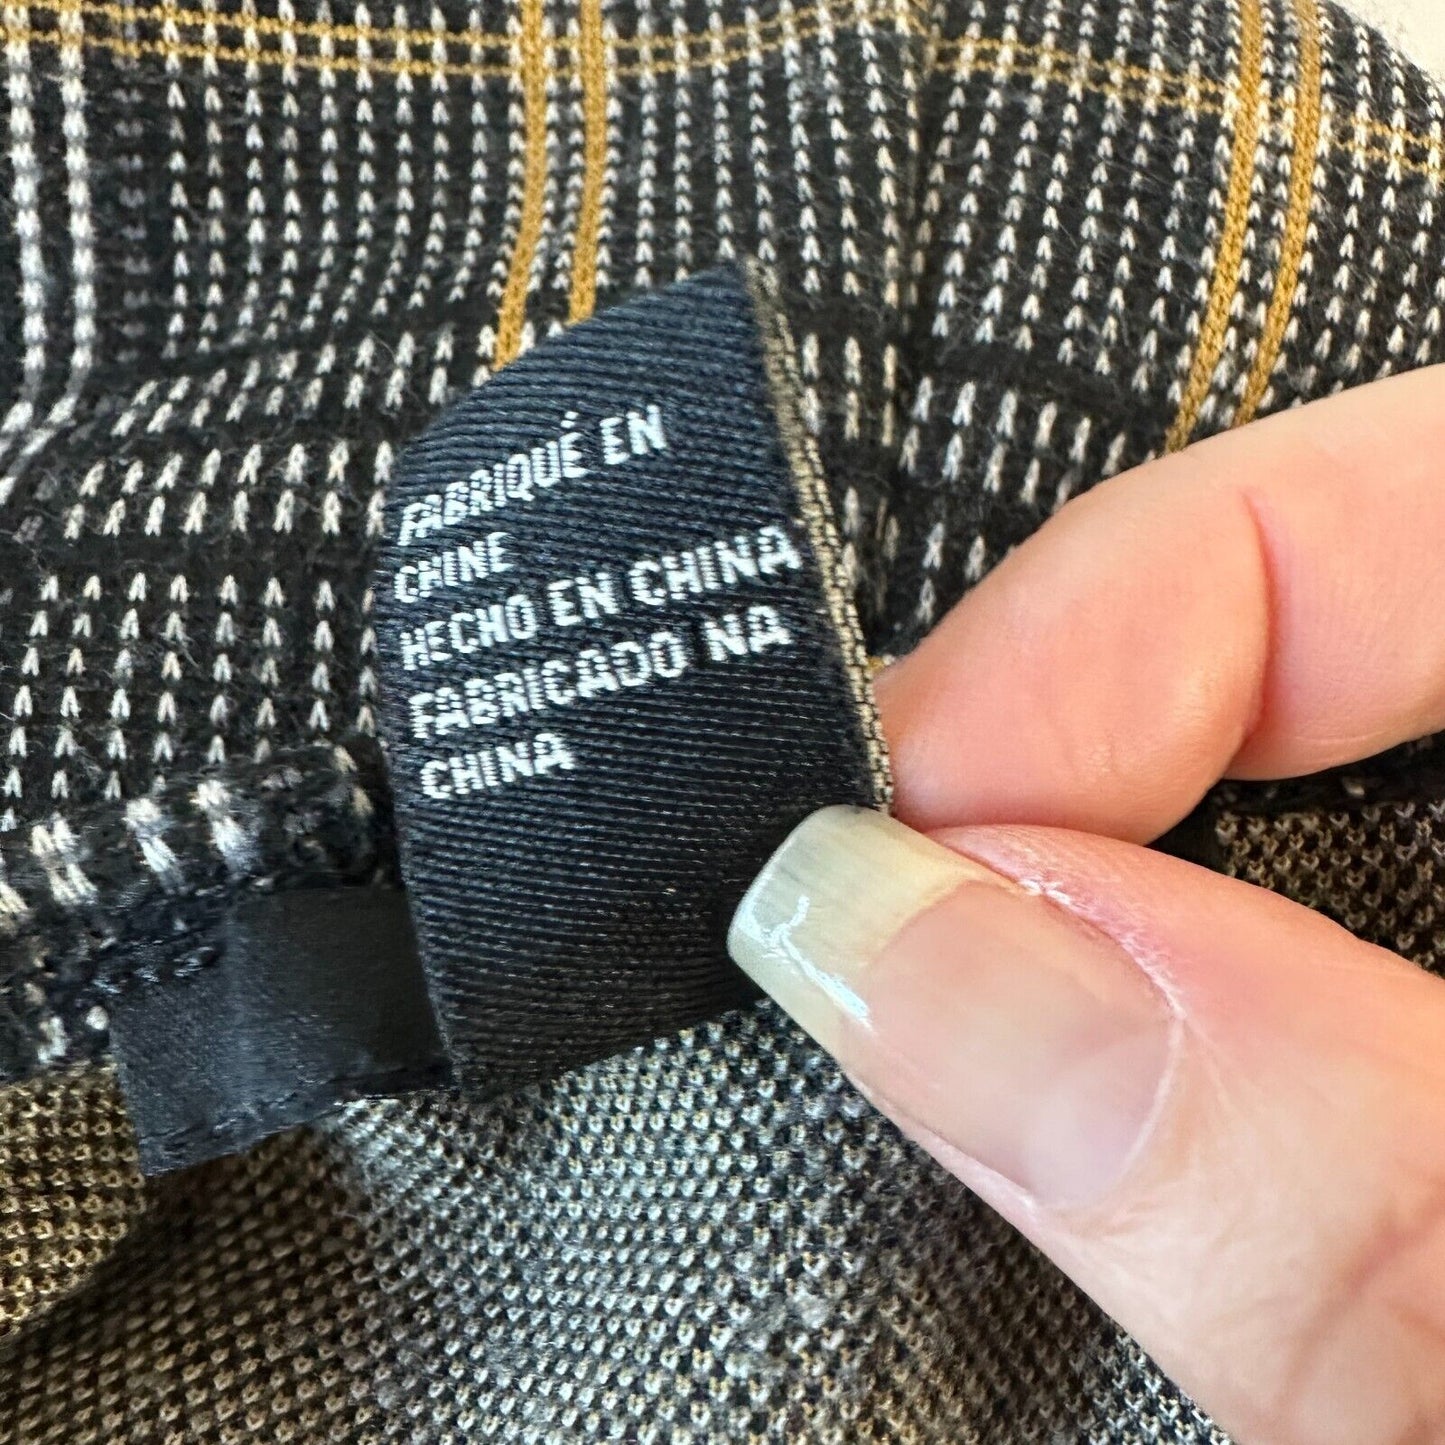 FABRIQUÉ EN
CHINE
HECHO EN CHINA
FABRICADO NA
CHINA